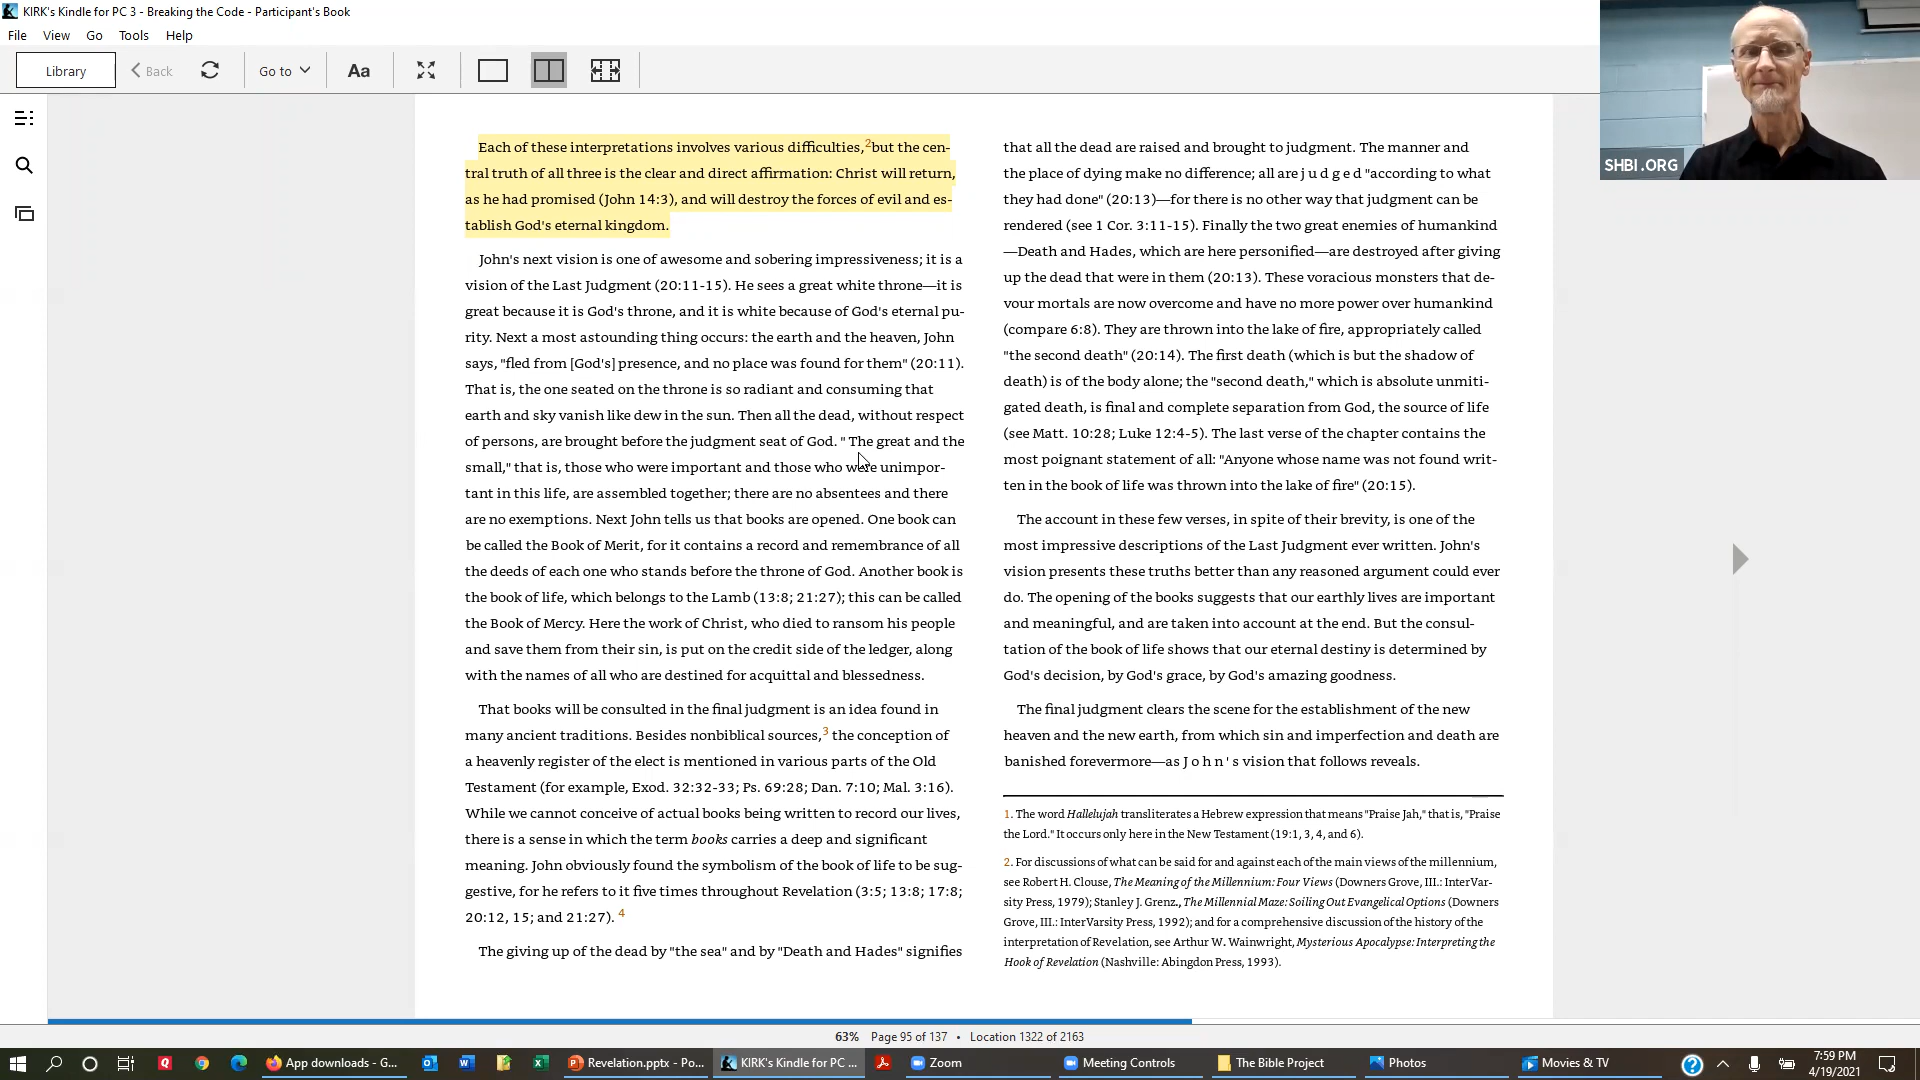 KIRK's Kindle for PC 3 - Breaking the Code - Participant's Book
File View Go Tools Help
Library Back Go to Aa
SHBI.ORG
Each of these interpretations involves various difficulties,2but the cen-
tral truth of all three is the clear and direct affirmation: Christ will return,
as he had promised (John 14:3), and will destroy the forces of evil and es-
tablish God's eternal kingdom.
John's next vision is one of awesome and sobering impressiveness; it is a
vision of the Last Judgment (20:11-15). He sees a great white throne—it is
great because it is God's throne, and it is white because of God's eternal pu-
rity. Next a most astounding thing occurs: the earth and the heaven, John
says, "fled from [God's] presence, and no place was found for them" (20:11).
That is, the one seated on the throne is so radiant and consuming that
earth and sky vanish like dew in the sun. Then all the dead, without respect
of persons, are brought before the judgment seat of God. " The great and the
small," that is, those who were important and those who were unimpor-
tant in this life, are assembled together; there are no absentees and there
are no exemptions. Next John tells us that books are opened. One book can
be called the Book of Merit, for it contains a record and remembrance of all
the deeds of each one who stands before the throne of God. Another book is
the book of life, which belongs to the Lamb (13:8; 21:27); this can be called
the Book of Mercy. Here the work of Christ, who died to ransom his people
and save them from their sin, is put on the credit side of the ledger, along
with the names of all who are destined for acquittal and blessedness.
That books will be consulted in the final judgment is an idea found in
many ancient traditions. Besides nonbiblical sources,3 the conception of
a heavenly register of the elect is mentioned in various parts of the Old
Testament (for example, Exod. 32:32-33; Ps. 69:28; Dan. 7:10; Mal. 3:16).
While we cannot conceive of actual books being written to record our lives,
there is a sense in which the term books carries a deep and significant
meaning. John obviously found the symbolism of the book of life to be sug-
gestive, for he refers to it five times throughout Revelation (3:5; 13:8; 17:8;
20:12, 15; and 21:27). 4
The giving up of the dead by "the sea" and by "Death and Hades" signifies
that all the dead are raised and brought to judgment. The manner and
the place of dying make no difference; all are j u d g e d "according to what
they had done" (20:13)—for there is no other way that judgment can be
rendered (see 1 Cor. 3:11-15). Finally the two great enemies of humankind
—Death and Hades, which are here personified—are destroyed after giving
up the dead that were in them (20:13). These voracious monsters that de-
vour mortals are now overcome and have no more power over humankind
(compare 6:8). They are thrown into the lake of fire, appropriately called
"the second death" (20:14). The first death (which is but the shadow of
death) is of the body alone; the "second death," which is absolute unmiti-
gated death, is final and complete separation from God, the source of life
(see Matt. 10:28; Luke 12:4-5). The last verse of the chapter contains the
most poignant statement of all: "Anyone whose name was not found writ-
ten in the book of life was thrown into the lake of fire" (20:15).
The account in these few verses, in spite of their brevity, is one of the
most impressive descriptions of the Last Judgment ever written. John's
vision presents these truths better than any reasoned argument could ever
do. The opening of the books suggests that our earthly lives are important
and meaningful, and are taken into account at the end. But the consul-
tation of the book of life shows that our eternal destiny is determined by
God's decision, by God's grace, by God's amazing goodness.
The final judgment clears the scene for the establishment of the new
heaven and the new earth, from which sin and imperfection and death are
banished forevermore—as J o h n ' s vision that follows reveals.
1. The word Hallelujah transliterates a Hebrew expression that means "Praise Jah," that is, "Praise
the Lord." It occurs only here in the New Testament (19:1, 3, 4, and 6).
2. For discussions of what can be said for and against each of the main views of the millennium,
see Robert H. Clouse, The Meaning of the Millennium: Four Views (Downers Grove, III.: InterVar-
sity Press, 1979); Stanley J. Grenz., The Millennial Maze: Soiling Out Evangelical Options (Downers
Grove, III.: InterVarsity Press, 1992); and for a comprehensive discussion of the history of the
interpretation of Revelation, see Arthur W. Wainwright, Mysterious Apocalypse: Interpreting the
Hook of Revelation (Nashville: Abingdon Press, 1993).
63% Page 95 of 137 • Location 1322 of 2163
App downloads - G... Revelation.pptx - Po... KIRK's Kindle for PC ... Zoom Meeting Controls The Bible Project Photos Movies & TV 7:59 PM
4/19/2021